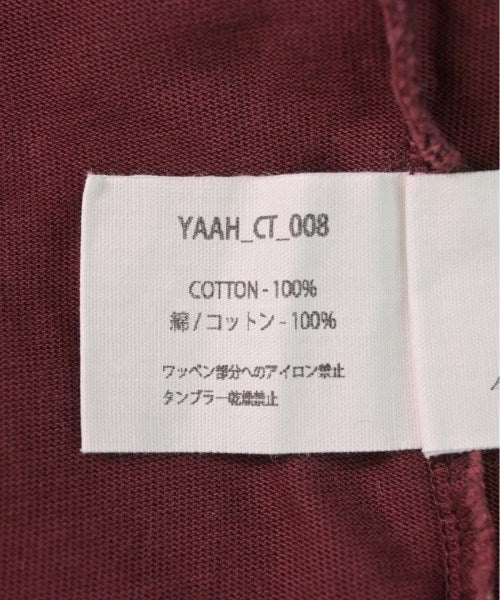 YAAH_CT_008
COTTON - 100%
綿 / コットン - 100%
ワッペン部分へのアイロン禁止
タンブラー乾燥禁止